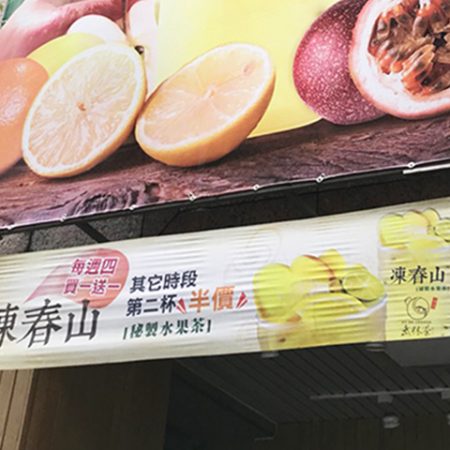 每週四
買一送一
凍春山
其它時段
第二杯半價
秘製水果茶
凍春山